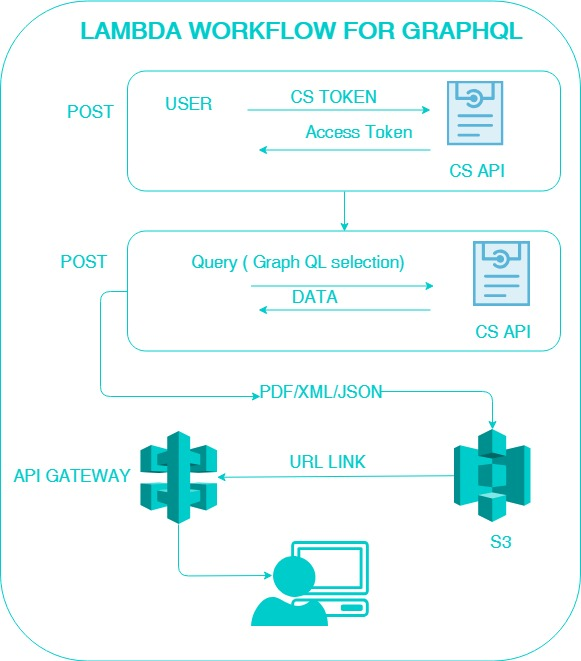 LAMBDA WORKFLOW FOR GRAPHQL
POST
USER
CS TOKEN
Access Token
CS API
POST
Query ( Graph QL selection)
DATA
CS API
PDF/XML/JSON
API GATEWAY
URL LINK
S3